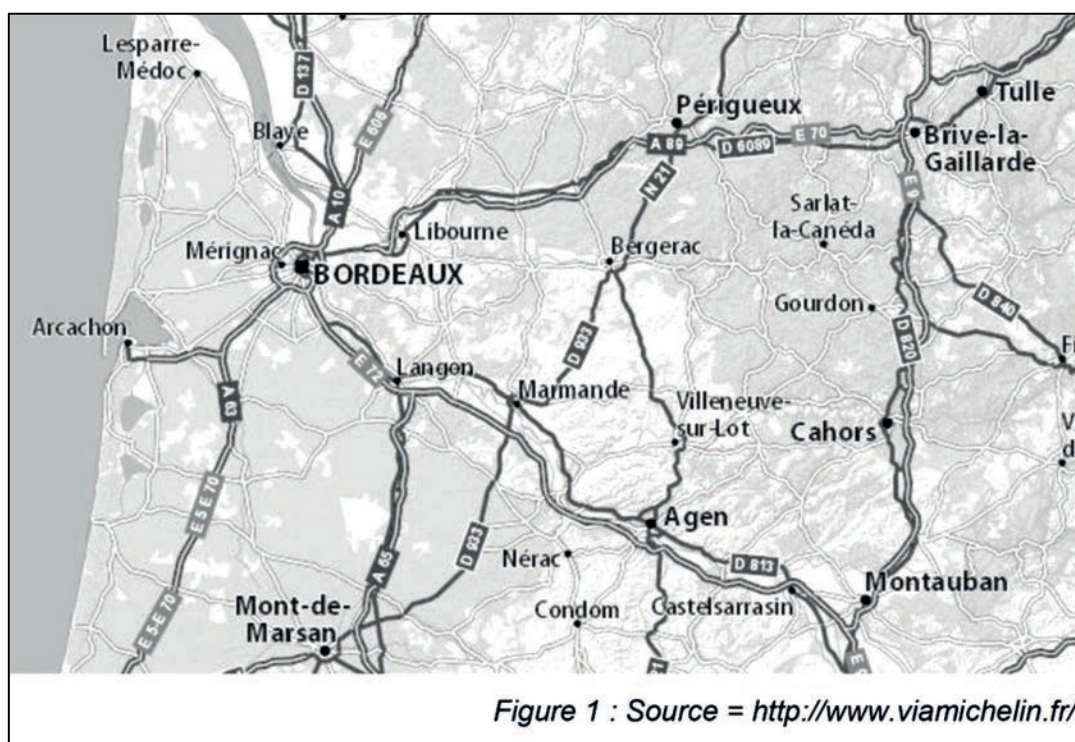 Lesparre-
Médoc
D 137
E 606
Blaye
A 10
Périgueux
A 89
D 6089
E 70
Tulle
Brive-la-
Gaillarde
N 21
E 9
Sarlat-
la-Canéda
Libourne
Mérignac
BORDEAUX
Bergerac
Gourdon
D 840
D 820
Arcachon
E 72
Langon
D 933
Marmande
A 63
Villeneuve-
sur-Lot
Cahors
E 5 E 70
Agen
D 933
A 65
Nérac
D 813
Montauban
Mont-de-
Marsan
Condom
Castelsarrasin
E 5 E 70
Figure 1 : Source = http://www.viamichelin.fr/